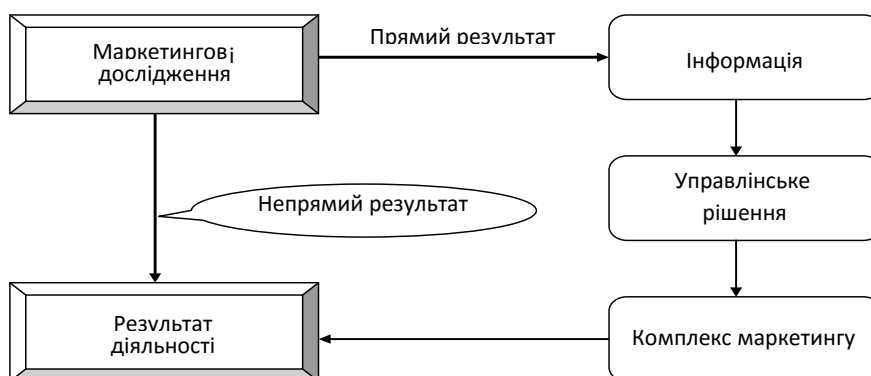 Маркетингові
дослідження
Прямий результат
Інформація
Управлінське
рішення
Непрямий результат
Результат
діяльності
Комплекс маркетингу